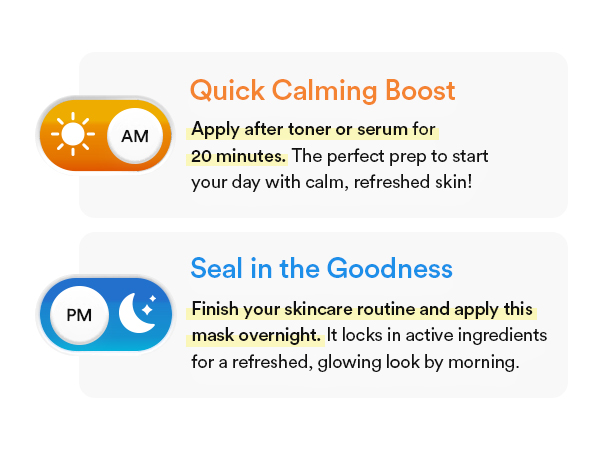 Quick Calming Boost
AM
Apply after toner or serum for
20 minutes. The perfect prep to start
your day with calm, refreshed skin!
Seal in the Goodness
PM
Finish your skincare routine and apply this
mask overnight. It locks in active ingredients
for a refreshed, glowing look by morning.